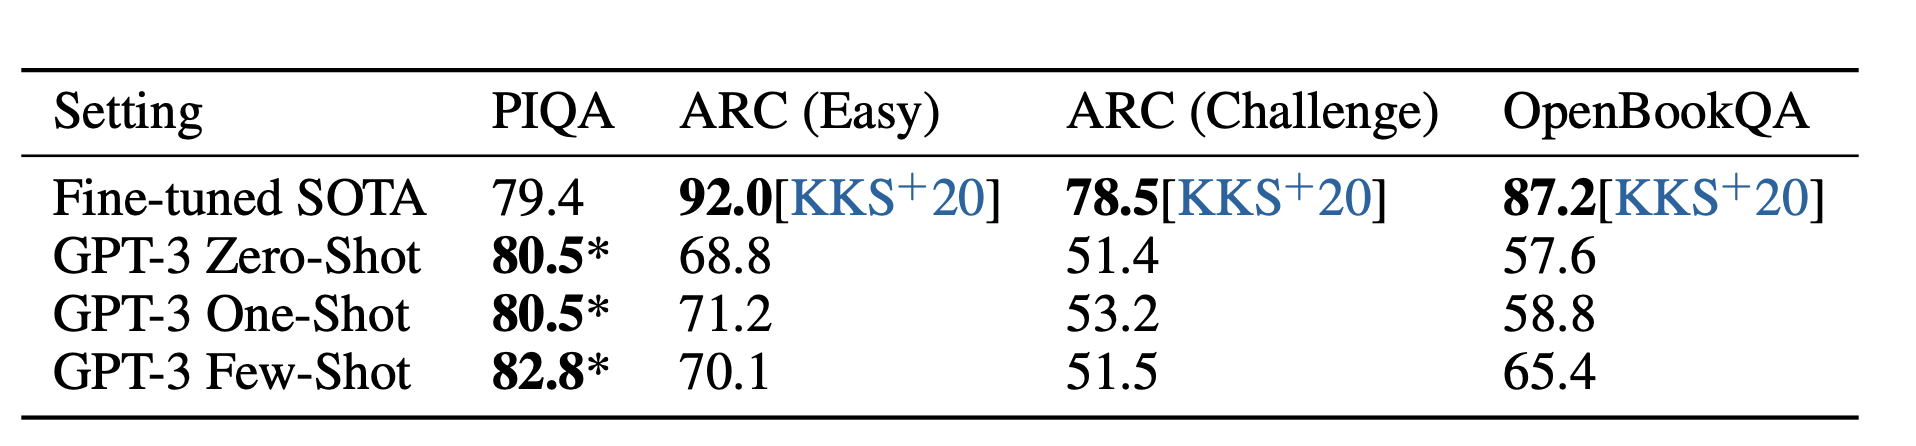 Setting PIQA ARC (Easy) ARC (Challenge) OpenBookQA
Fine-tuned SOTA 79.4 92.0[KKS+20] 78.5[KKS+20] 87.2[KKS+20]
GPT-3 Zero-Shot 80.5* 68.8 51.4 57.6
GPT-3 One-Shot 80.5* 71.2 53.2 58.8
GPT-3 Few-Shot 82.8* 70.1 51.5 65.4